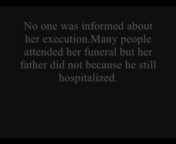 No one was informed about
her execution.Many people
attended her funeral but her
father did not because he still
hospitalized.